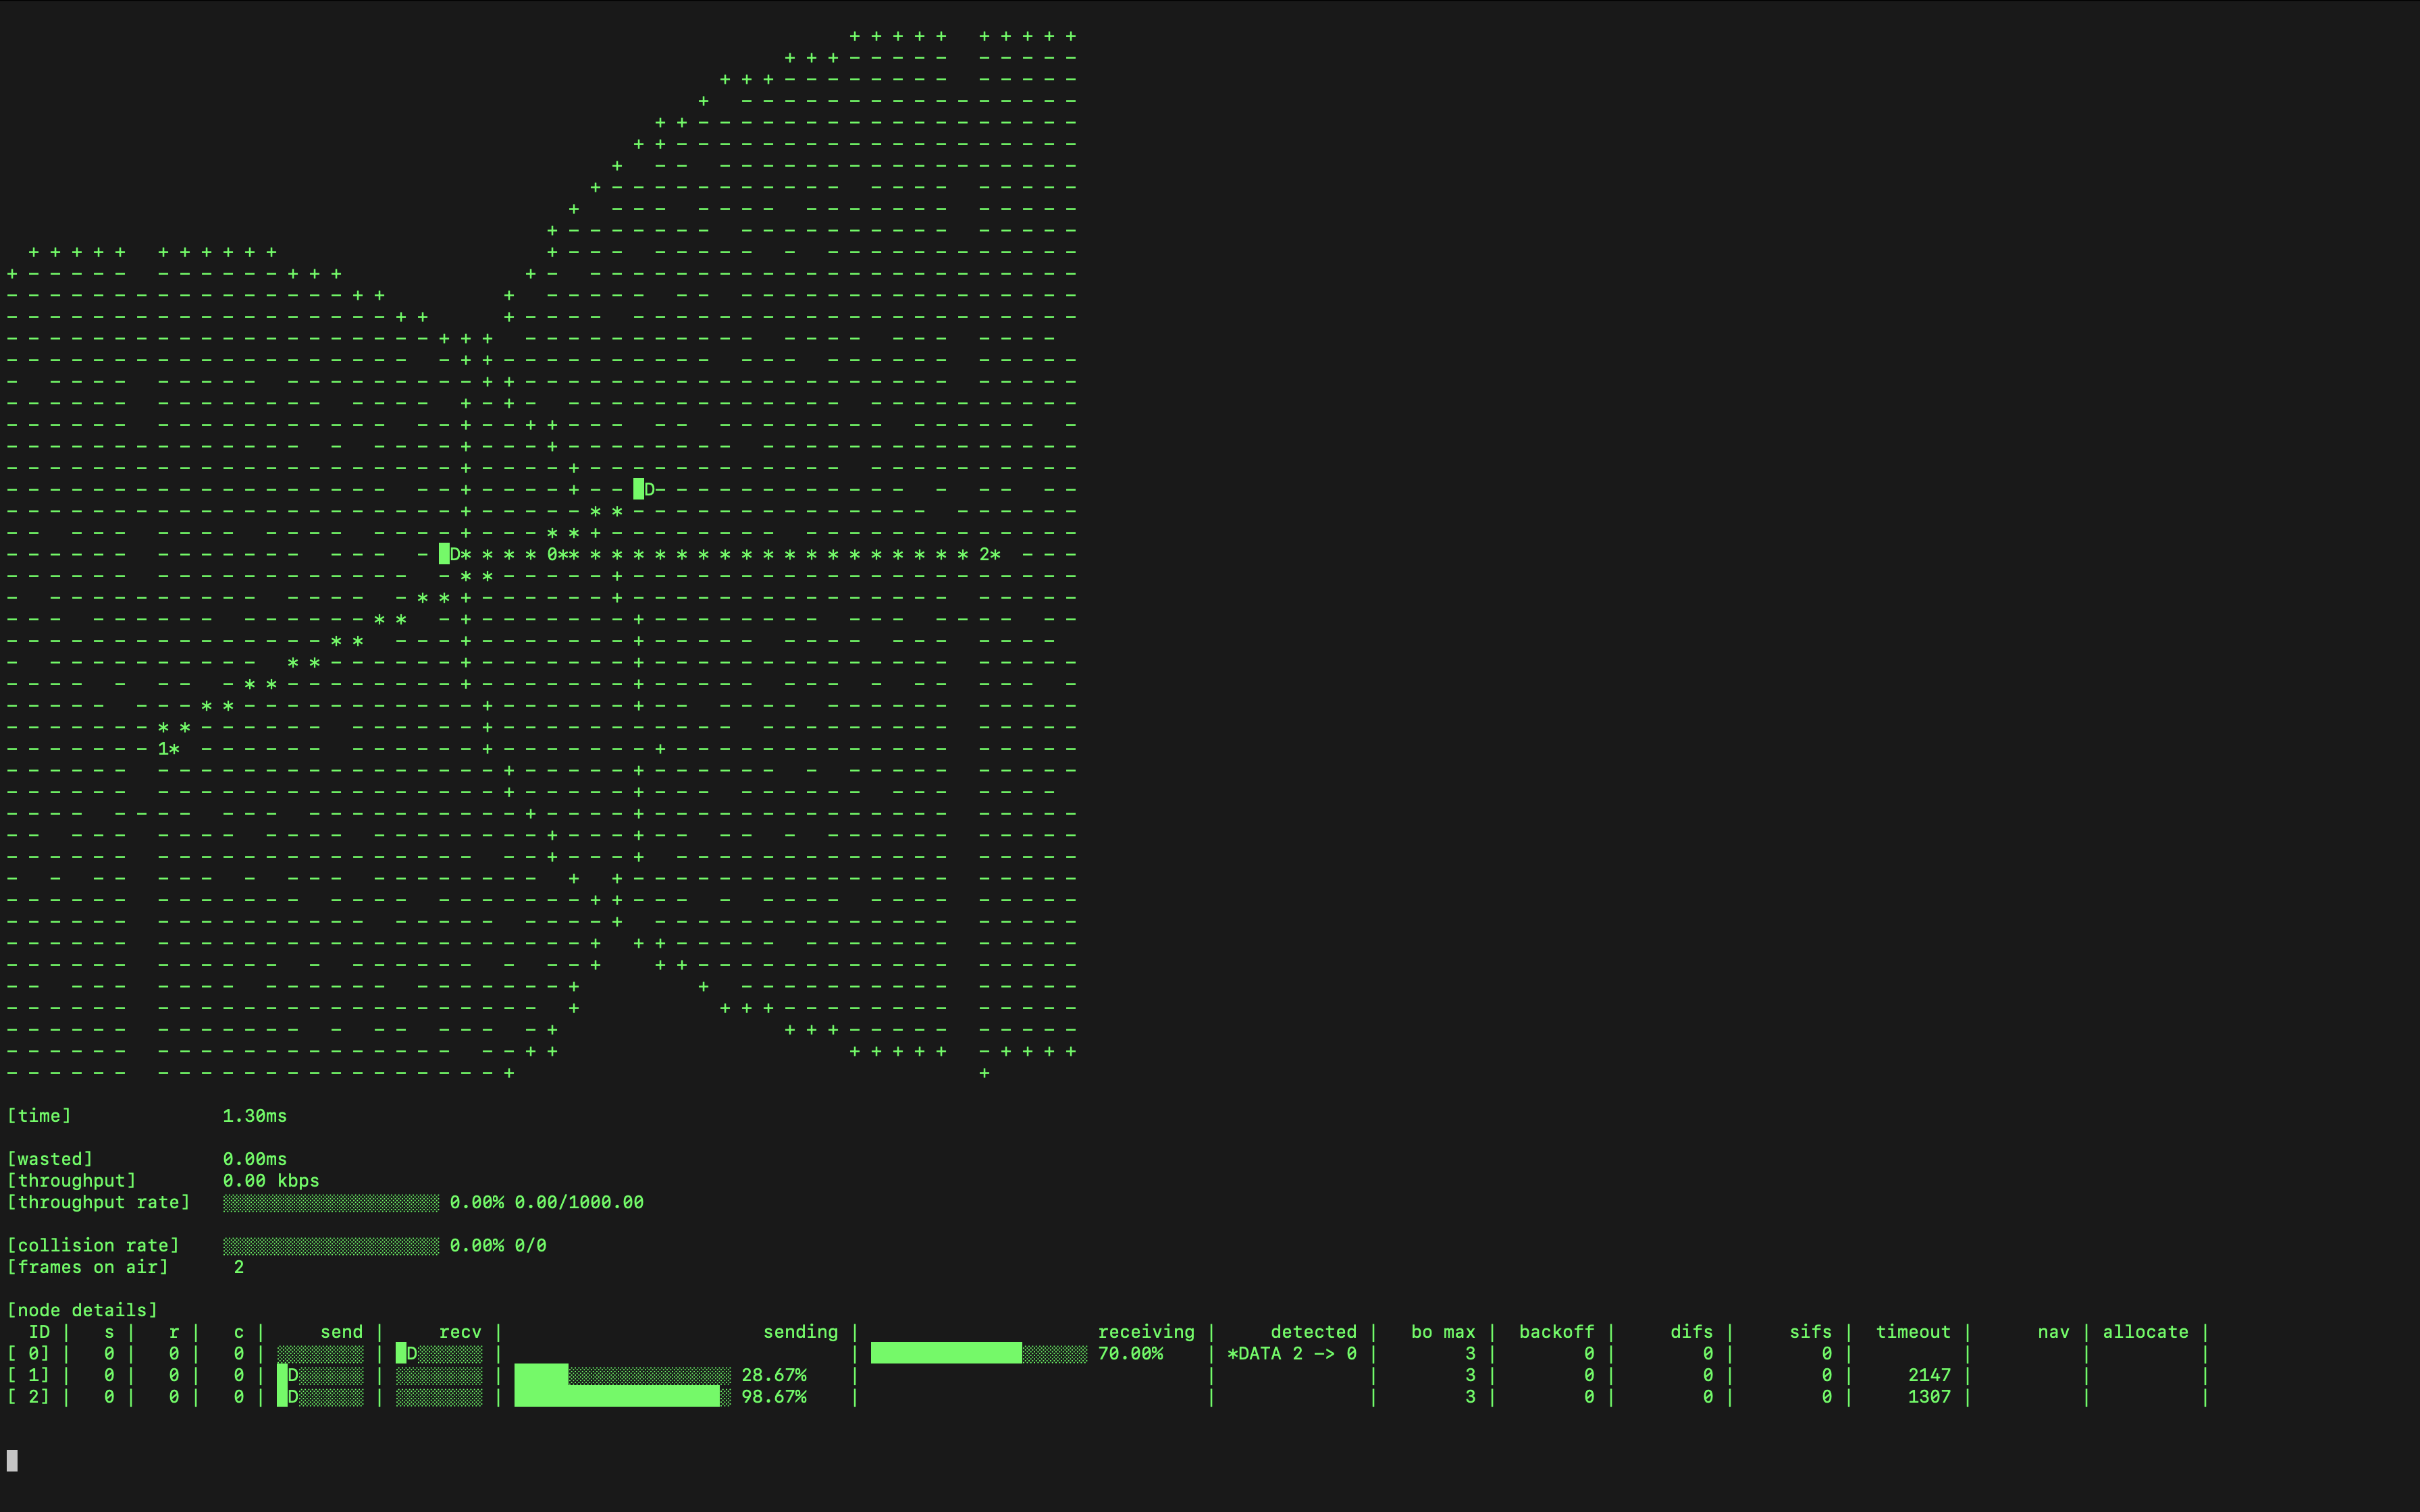 D
D 0 2
1
[time] 1.30ms
[wasted] 0.00ms
[throughput] 0.00 kbps
[throughput rate] 0.00% 0.00/1000.00
[collision rate] 0.00% 0/0
[frames on air] 2
[node details]
ID | s | r | c | send | recv | sending | receiving | detected | bo max | backoff | difs | sifs | timeout | nav | allocate |
[ 0] | 0 | 0 | 0 | | D | | 70.00% | *DATA 2 -> 0 | 3 | 0 | 0 | 0 | | | |
[ 1] | 0 | 0 | 0 | D | | 28.67% | | | 3 | 0 | 0 | 0 | 2147 | | |
[ 2] | 0 | 0 | 0 | D | | 98.67% | | | 3 | 0 | 0 | 0 | 1307 | | |